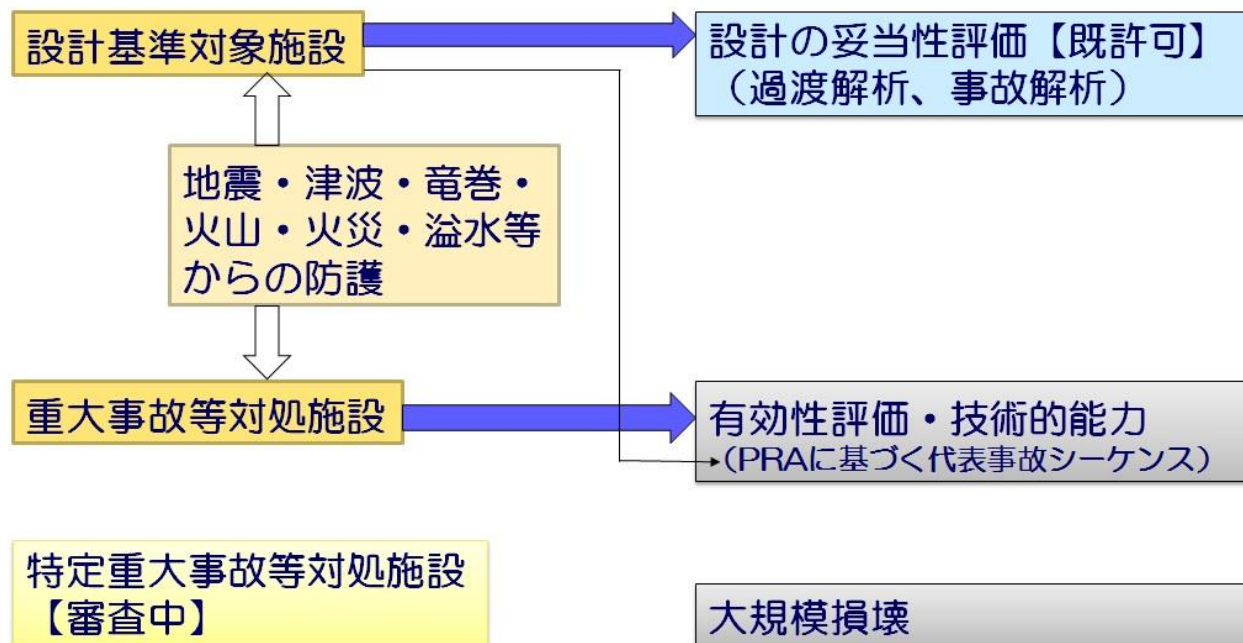 設計基準対象施設
設計の妥当性評価【既許可】
（過渡解析、事故解析）
地震・津波・竜巻・
火山・火災・溢水等
からの防護
重大事故等対処施設
有効性評価・技術的能力
（PRAに基づく代表事故シーケンス）
特定重大事故等対処施設
【審査中】
大規模損壊